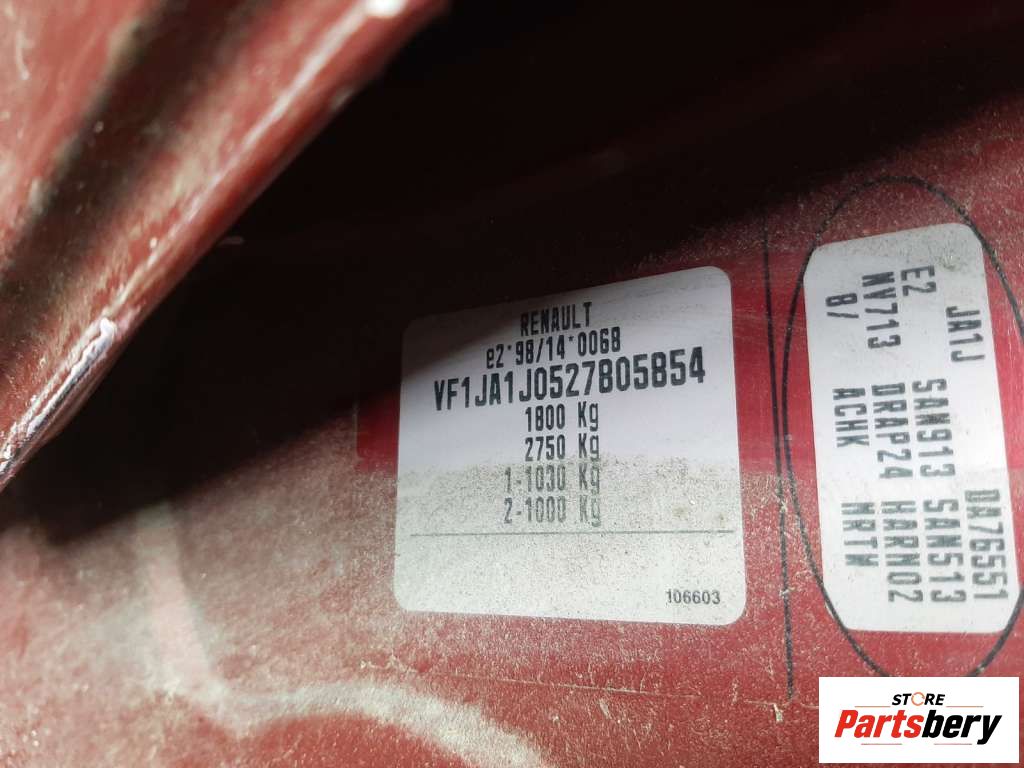 RENAULT
e2*98/14*0068
VF1JA1J0527805854
1800 Kg
2750 Kg
1-1030 Kg
2-1000 Kg
106603
JA1J DA76551
E2 SAN913 SAN513
NV713 DRAP24 HARN02
B/ ACHK MRTW
STORE
Partsbery